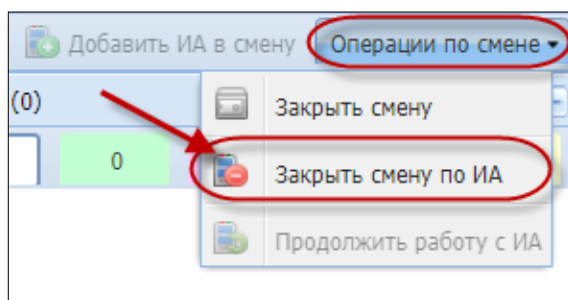 Добавить ИА в смену Операции по смене
(0)
Закрыть смену
0
Закрыть смену по ИА
Продолжить работу с ИА